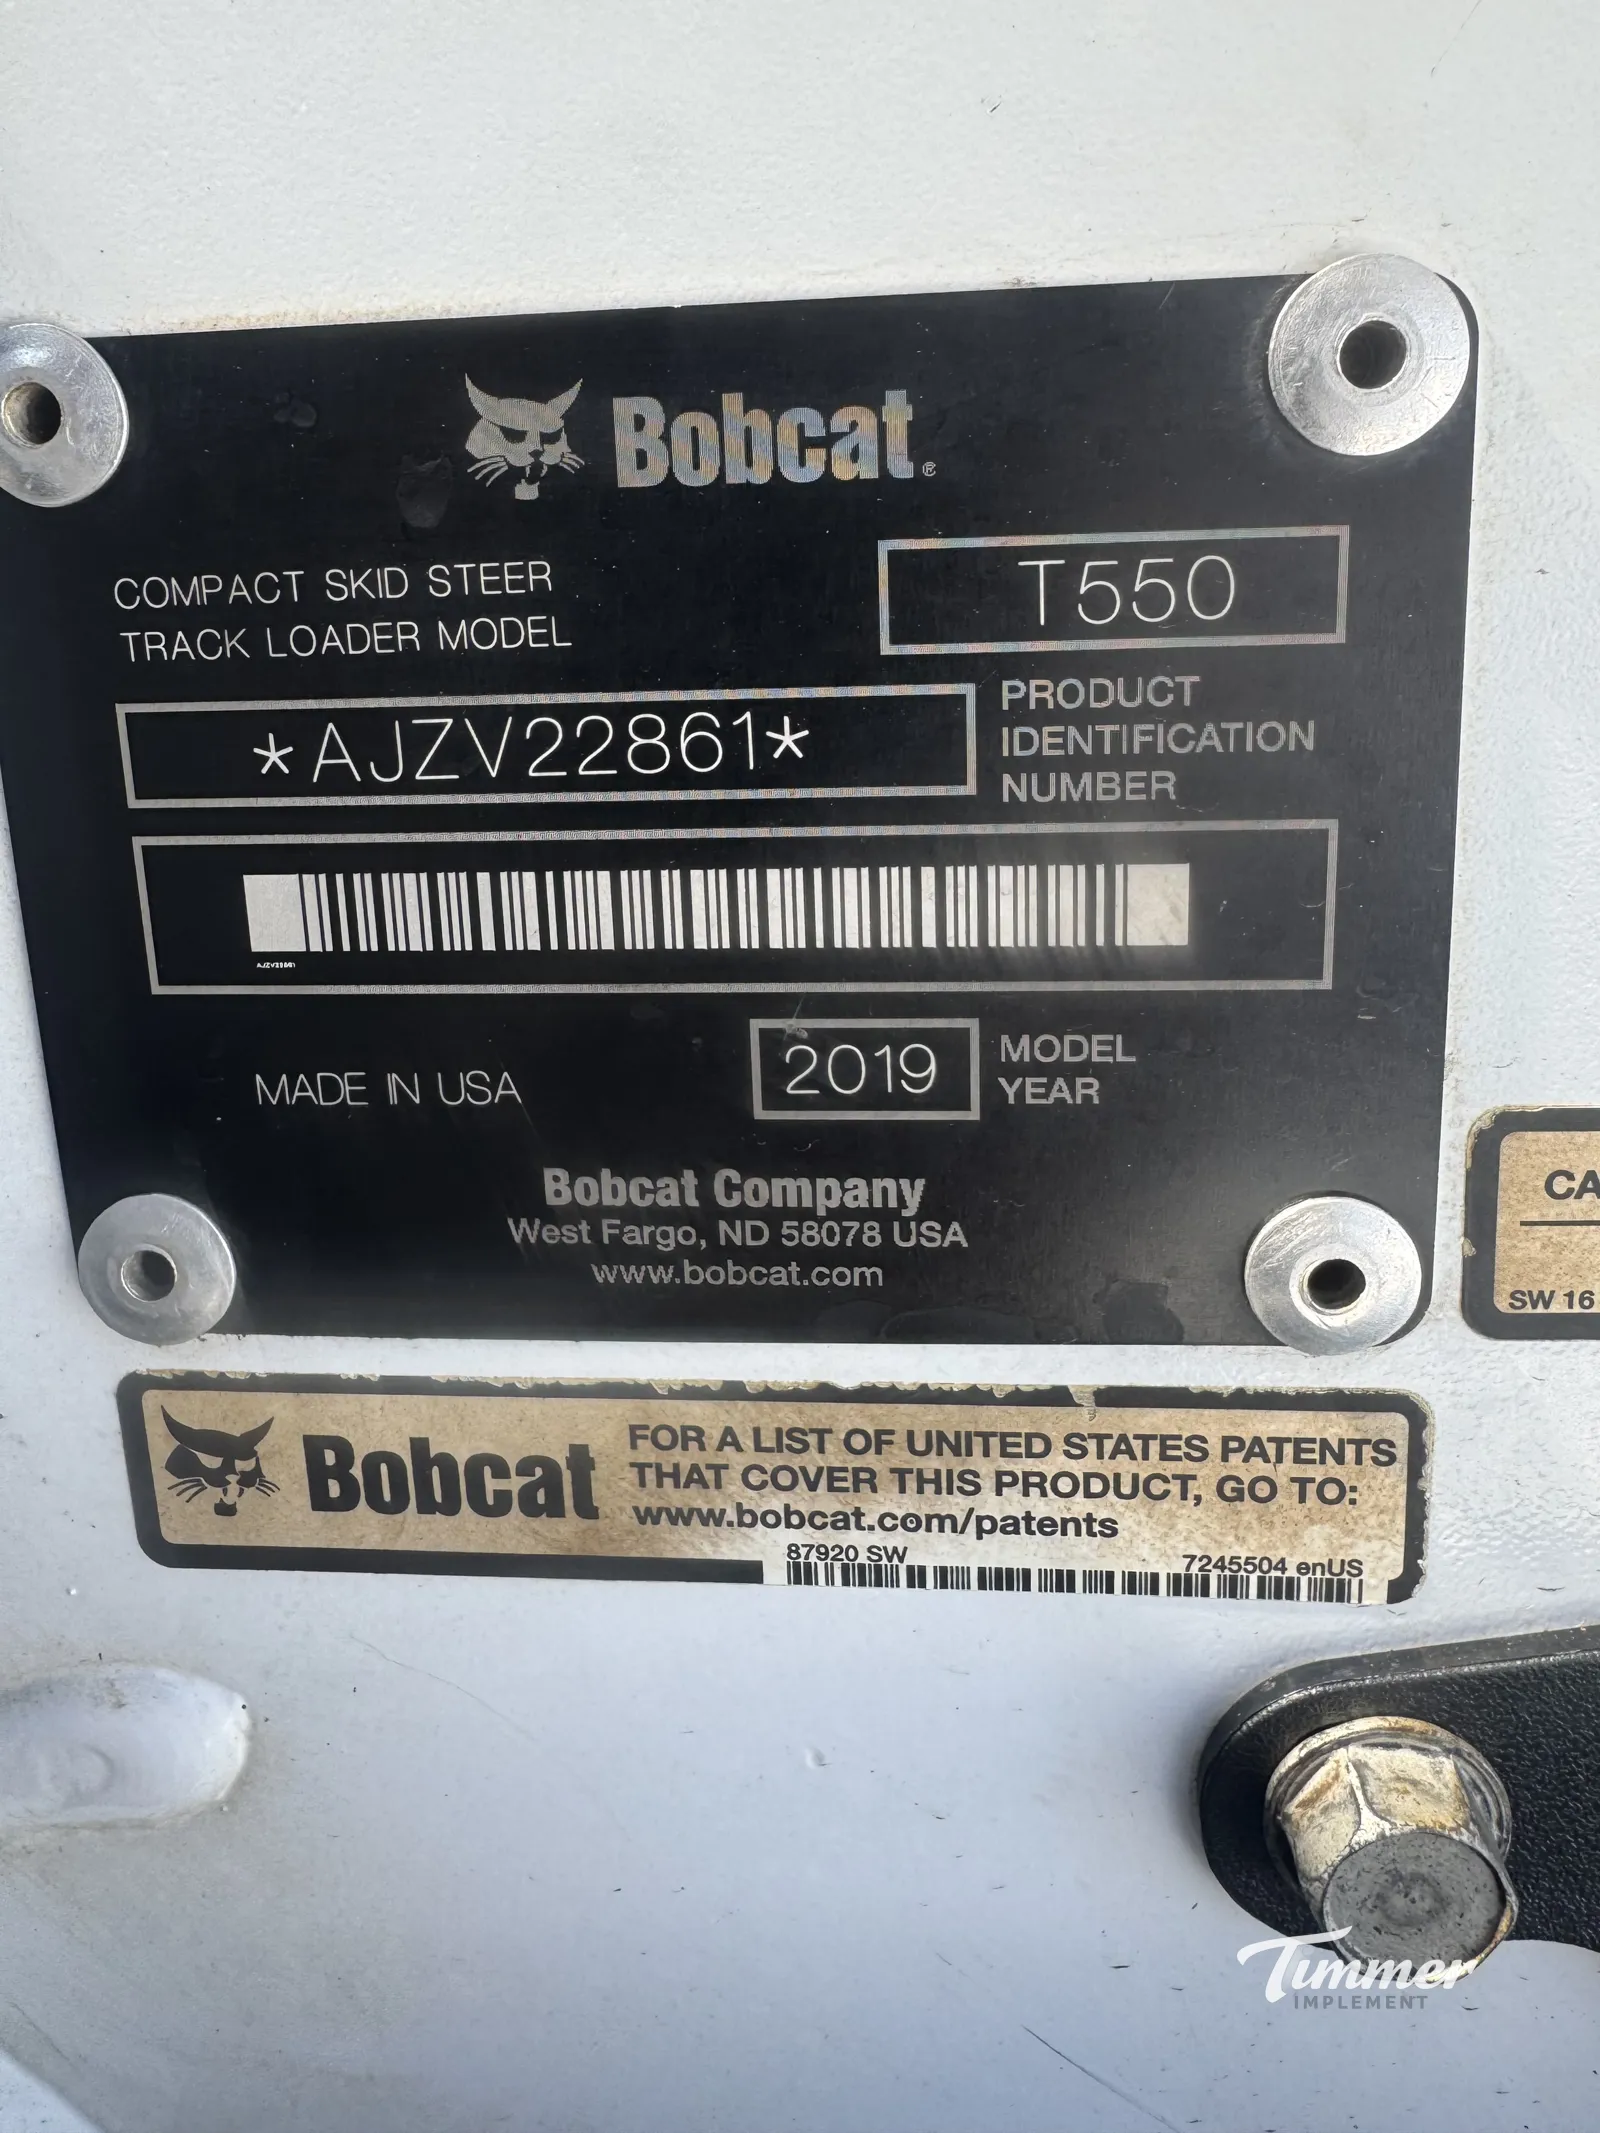 Bobcat®
COMPACT SKID STEER
TRACK LOADER MODEL
T550
*AJZV22861*
PRODUCT
IDENTIFICATION
NUMBER
AJZV22861
MADE IN USA
2019
MODEL
YEAR
Bobcat Company
West Fargo, ND 58078 USA
www.bobcat.com
CA
SW 16
Bobcat
FOR A LIST OF UNITED STATES PATENTS
THAT COVER THIS PRODUCT, GO TO:
www.bobcat.com/patents
87920 SW
7245504 enUS
Timmer
IMPLEMENT